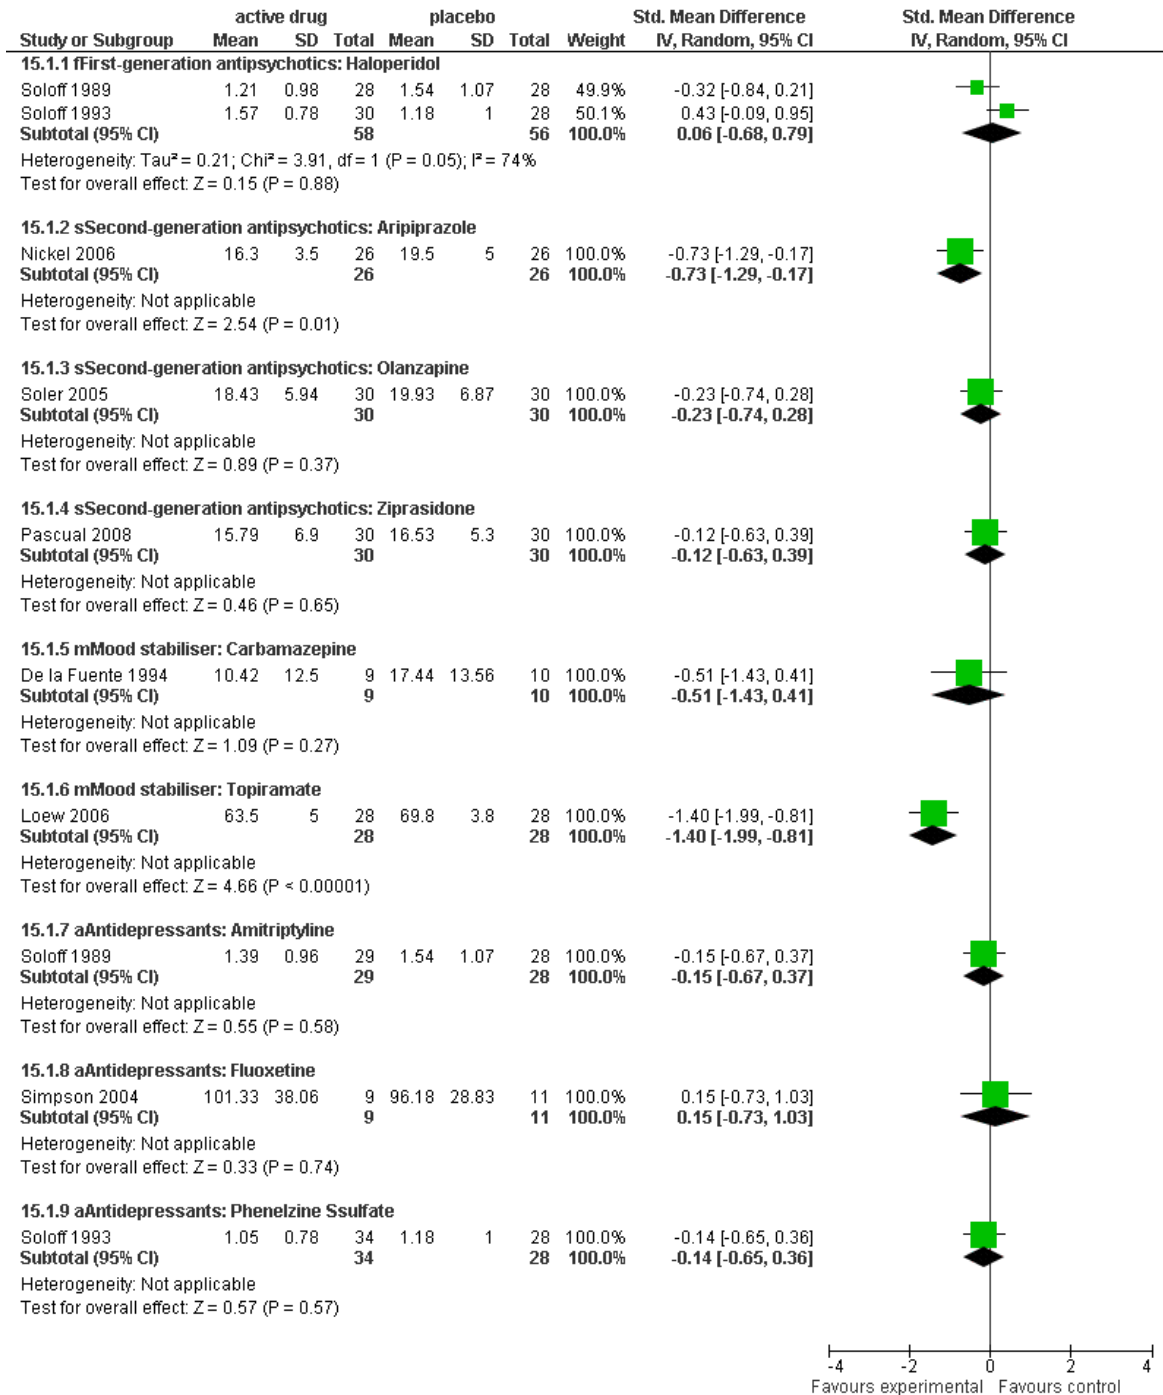 active drug placebo Std. Mean Difference Std. Mean Difference
Study or Subgroup Mean SD Total Mean SD Total Weight IV, Random, 95% CI IV, Random, 95% CI
15.1.1 fFirst-generation antipsychotics: Haloperidol
Soloff 1989 1.21 0.98 28 1.54 1.07 28 49.9% -0.32 [-0.84, 0.21]
Soloff 1993 1.57 0.78 30 1.18 1 28 50.1% 0.43 [-0.09, 0.95]
Subtotal (95% CI) 58 56 100.0% 0.06 [-0.68, 0.79]
Heterogeneity: Tau² = 0.21; Chi² = 3.91, df = 1 (P = 0.05); I² = 74%
Test for overall effect: Z = 0.15 (P = 0.88)
15.1.2 sSecond-generation antipsychotics: Aripiprazole
Nickel 2006 16.3 3.5 26 19.5 5 26 100.0% -0.73 [-1.29, -0.17]
Subtotal (95% CI) 26 26 100.0% -0.73 [-1.29, -0.17]
Heterogeneity: Not applicable
Test for overall effect: Z = 2.54 (P = 0.01)
15.1.3 sSecond-generation antipsychotics: Olanzapine
Soler 2005 18.43 5.94 30 19.93 6.87 30 100.0% -0.23 [-0.74, 0.28]
Subtotal (95% CI) 30 30 100.0% -0.23 [-0.74, 0.28]
Heterogeneity: Not applicable
Test for overall effect: Z = 0.89 (P = 0.37)
15.1.4 sSecond-generation antipsychotics: Ziprasidone
Pascual 2008 15.79 6.9 30 16.53 5.3 30 100.0% -0.12 [-0.63, 0.39]
Subtotal (95% CI) 30 30 100.0% -0.12 [-0.63, 0.39]
Heterogeneity: Not applicable
Test for overall effect: Z = 0.46 (P = 0.65)
15.1.5 mMood stabiliser: Carbamazepine
De la Fuente 1994 10.42 12.5 9 17.44 13.56 10 100.0% -0.51 [-1.43, 0.41]
Subtotal (95% CI) 9 10 100.0% -0.51 [-1.43, 0.41]
Heterogeneity: Not applicable
Test for overall effect: Z = 1.09 (P = 0.27)
15.1.6 mMood stabiliser: Topiramate
Loew 2006 63.5 5 28 69.8 3.8 28 100.0% -1.40 [-1.99, -0.81]
Subtotal (95% CI) 28 28 100.0% -1.40 [-1.99, -0.81]
Heterogeneity: Not applicable
Test for overall effect: Z = 4.66 (P < 0.00001)
15.1.7 aAntidepressants: Amitriptyline
Soloff 1989 1.39 0.96 29 1.54 1.07 28 100.0% -0.15 [-0.67, 0.37]
Subtotal (95% CI) 29 28 100.0% -0.15 [-0.67, 0.37]
Heterogeneity: Not applicable
Test for overall effect: Z = 0.55 (P = 0.58)
15.1.8 aAntidepressants: Fluoxetine
Simpson 2004 101.33 38.06 9 96.18 28.83 11 100.0% 0.15 [-0.73, 1.03]
Subtotal (95% CI) 9 11 100.0% 0.15 [-0.73, 1.03]
Heterogeneity: Not applicable
Test for overall effect: Z = 0.33 (P = 0.74)
15.1.9 aAntidepressants: Phenelzine Ssulfate
Soloff 1993 1.05 0.78 34 1.18 1 28 100.0% -0.14 [-0.65, 0.36]
Subtotal (95% CI) 34 28 100.0% -0.14 [-0.65, 0.36]
Heterogeneity: Not applicable
Test for overall effect: Z = 0.57 (P = 0.57)
-4 -2 0 2 4
Favours experimental Favours control